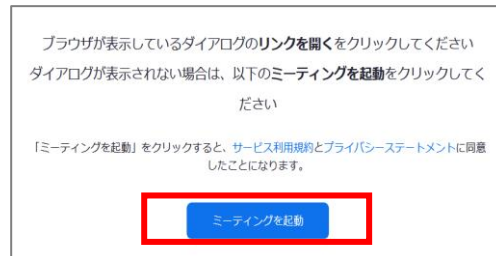 ブラウザが表示しているダイアログのリンクを開くをクリックしてください
ダイアログが表示されない場合は、以下のミーティングを起動をクリックしてく
ださい
「ミーティングを起動」をクリックすると、サービス利用規約とプライバシーステートメントに同意
したことになります。
ミーティングを起動